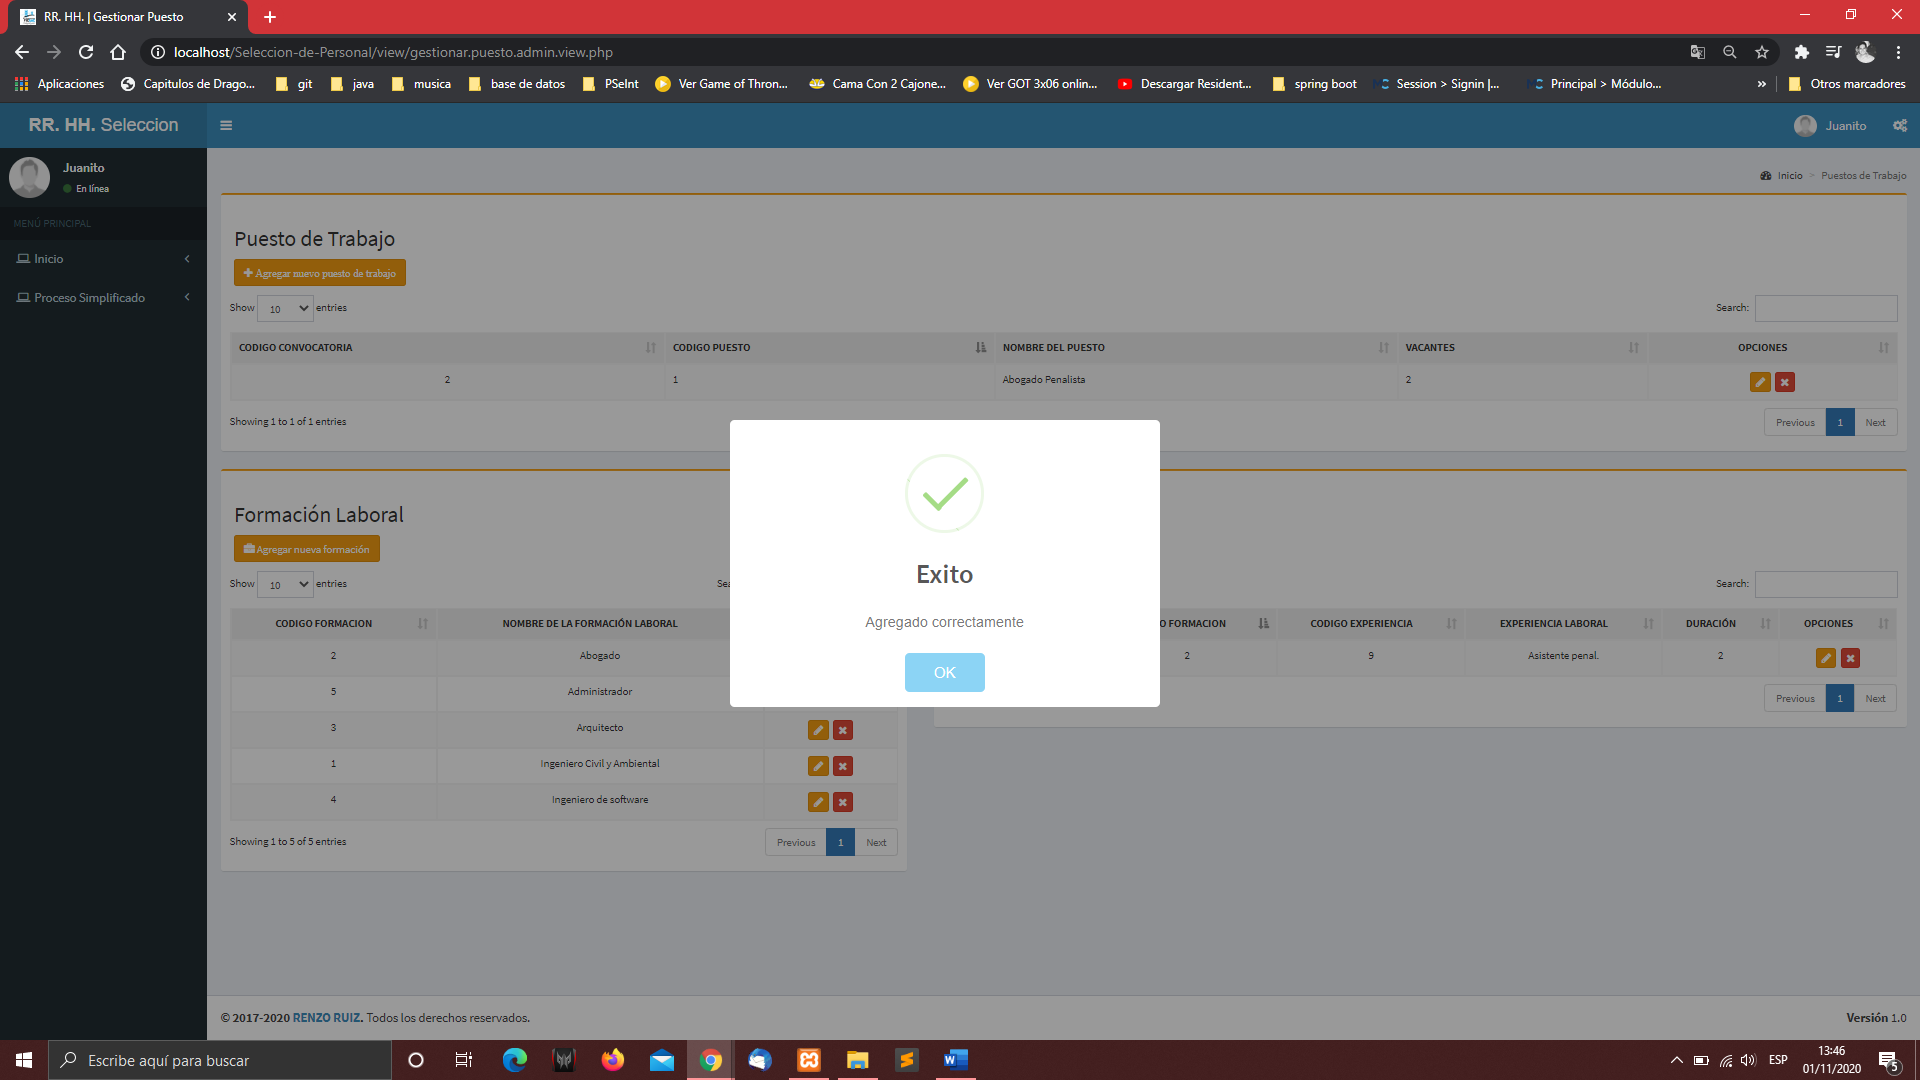 RR. HH. | Gestionar Puesto
localhost/Seleccion-de-Personal/view/gestionar.puesto.admin.view.php
Aplicaciones Capitulos de Drago... git java musica base de datos PSeInt Ver Game of Thron... Cama Con 2 Cajone... Ver GOT 3x06 onlin... Descargar Resident... spring boot Session > Signin |... Principal > Módulo... » Otros marcadores
RR. HH. Seleccion
Juanito
Juanito
En línea
MENÚ PRINCIPAL
Inicio
Proceso Simplificado
Inicio > Puestos de Trabajo
Puesto de Trabajo
Agregar nuevo puesto de trabajo
Show 10 entries
Search:
CODIGO CONVOCATORIA CODIGO PUESTO NOMBRE DEL PUESTO VACANTES OPCIONES
2 1 Abogado Penalista 2
Showing 1 to 1 of 1 entries
Previous 1 Next
Formación Laboral
Agregar nueva formación
Show 10 entries
Sea
CODIGO FORMACION NOMBRE DE LA FORMACIÓN LABORAL
2 Abogado
5 Administrador
3 Arquitecto
1 Ingeniero Civil y Ambiental
4 Ingeniero de software
Showing 1 to 5 of 5 entries
Previous 1 Next
Search:
O FORMACION CODIGO EXPERIENCIA EXPERIENCIA LABORAL DURACIÓN OPCIONES
2 9 Asistente penal. 2
Previous 1 Next
Exito
Agregado correctamente
OK
© 2017-2020 RENZO RUIZ. Todos los derechos reservados.
Versión 1.0
Escribe aquí para buscar
ESP
13:46
01/11/2020
5